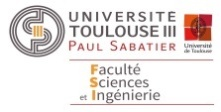 UNIVERSITE
TOULOUSE III
PAUL SABATIER
Université
de Toulouse
Faculté
Sciences
et Ingénierie
F S I